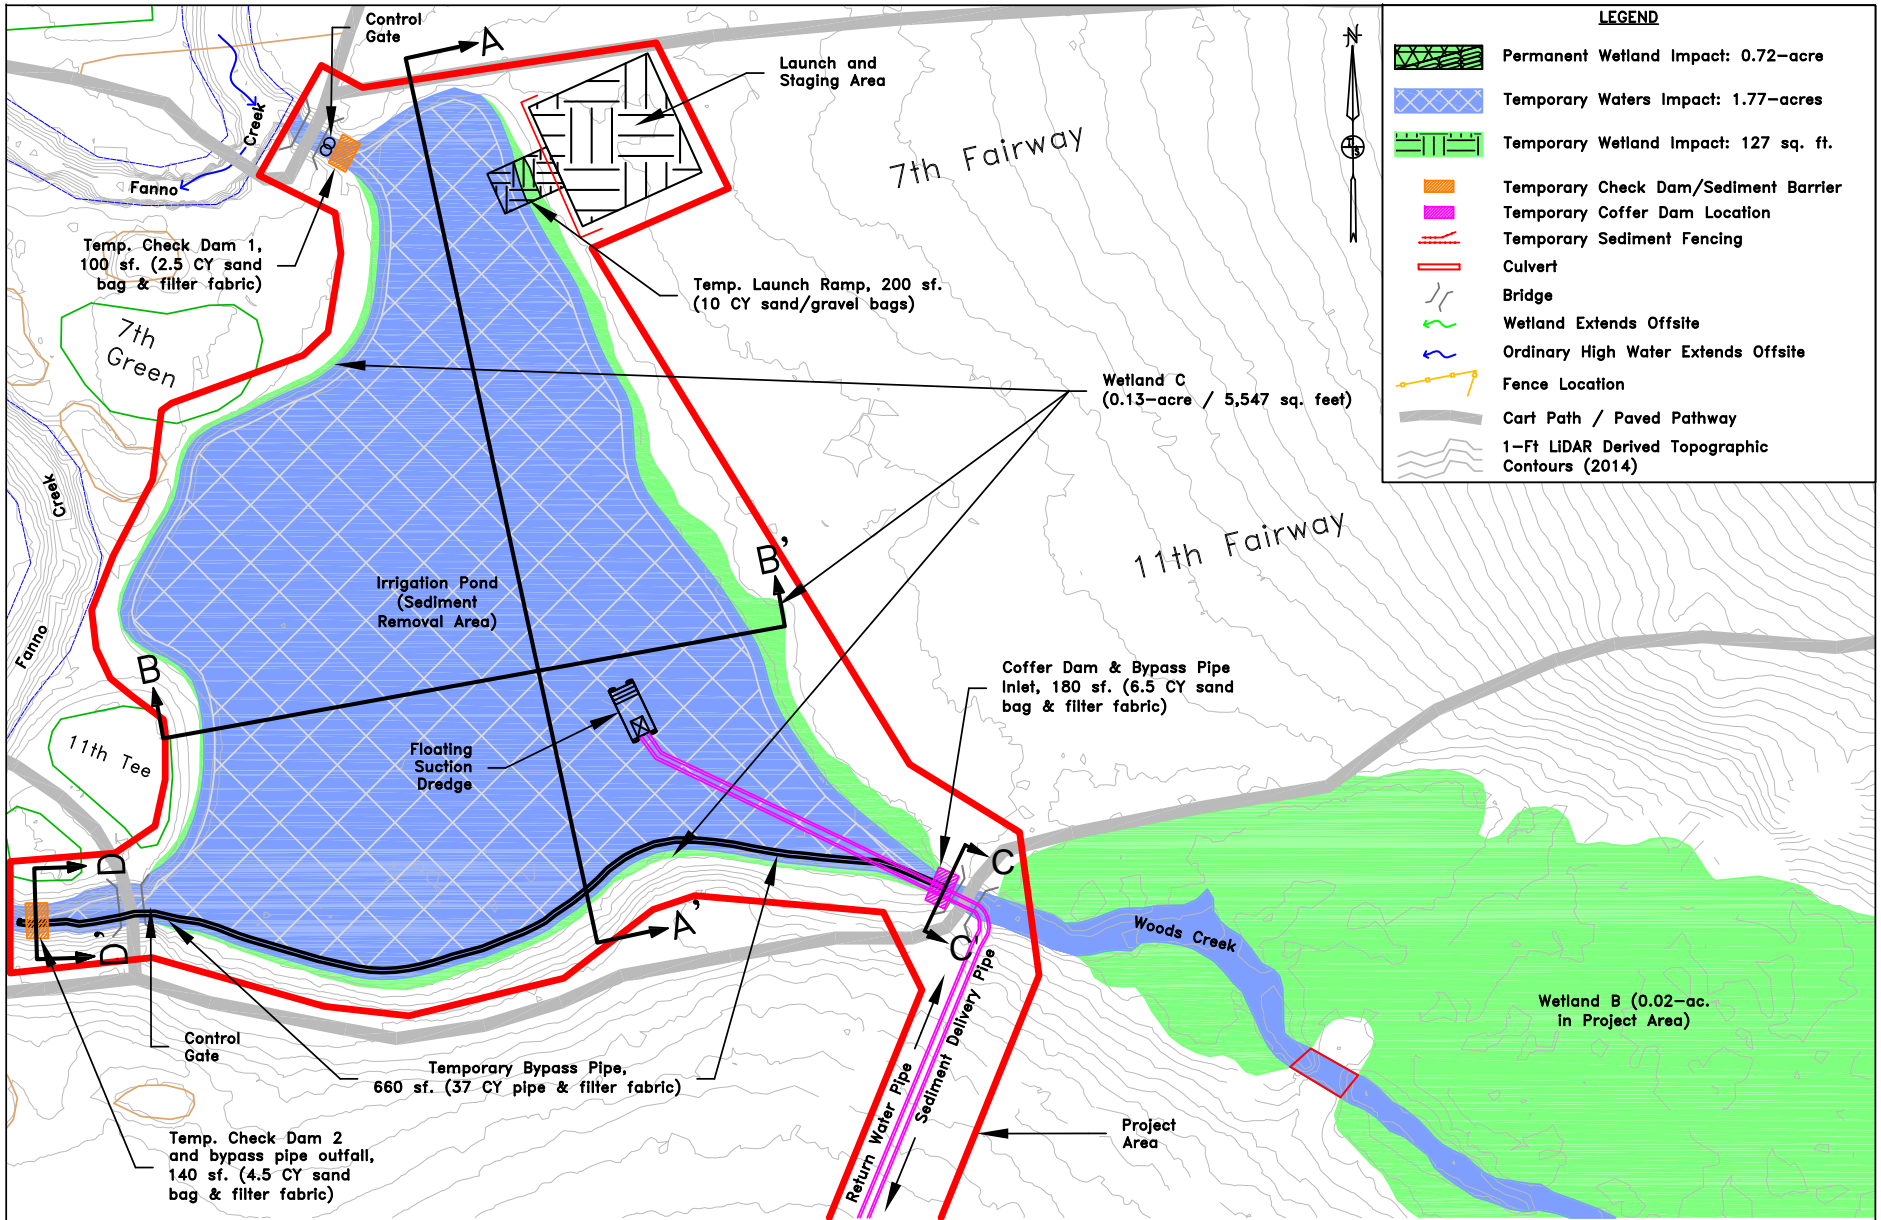 Control
Gate
A
Launch and
Staging Area
Creek
Fanno
7th Fairway
N
LEGEND
Permanent Wetland Impact: 0.72-acre
Temporary Waters Impact: 1.77-acres
Temporary Wetland Impact: 127 sq. ft.
Temporary Check Dam/Sediment Barrier
Temporary Coffer Dam Location
Temporary Sediment Fencing
Culvert
Bridge
Wetland Extends Offsite
Ordinary High Water Extends Offsite
Fence Location
Cart Path / Paved Pathway
1-Ft LiDAR Derived Topographic
Contours (2014)
Temp. Check Dam 1,
100 sf. (2.5 CY sand
bag & filter fabric)
Temp. Launch Ramp, 200 sf.
(10 CY sand/gravel bags)
7th
Green
Wetland C
(0.13-acre / 5,547 sq. feet)
Creek
Fanno
11th Fairway
B'
Irrigation Pond
(Sediment
Removal Area)
B
Coffer Dam & Bypass Pipe
Inlet, 180 sf. (6.5 CY sand
bag & filter fabric)
11th Tee
Floating
Suction
Dredge
D
C
D'
A'
C'
Woods Creek
Wetland B (0.02-ac.
in Project Area)
Control
Gate
Temporary Bypass Pipe,
660 sf. (37 CY pipe & filter fabric)
Return Water Pipe
Sediment Delivery Pipe
Project
Area
Temp. Check Dam 2
and bypass pipe outfall,
140 sf. (4.5 CY sand
bag & filter fabric)